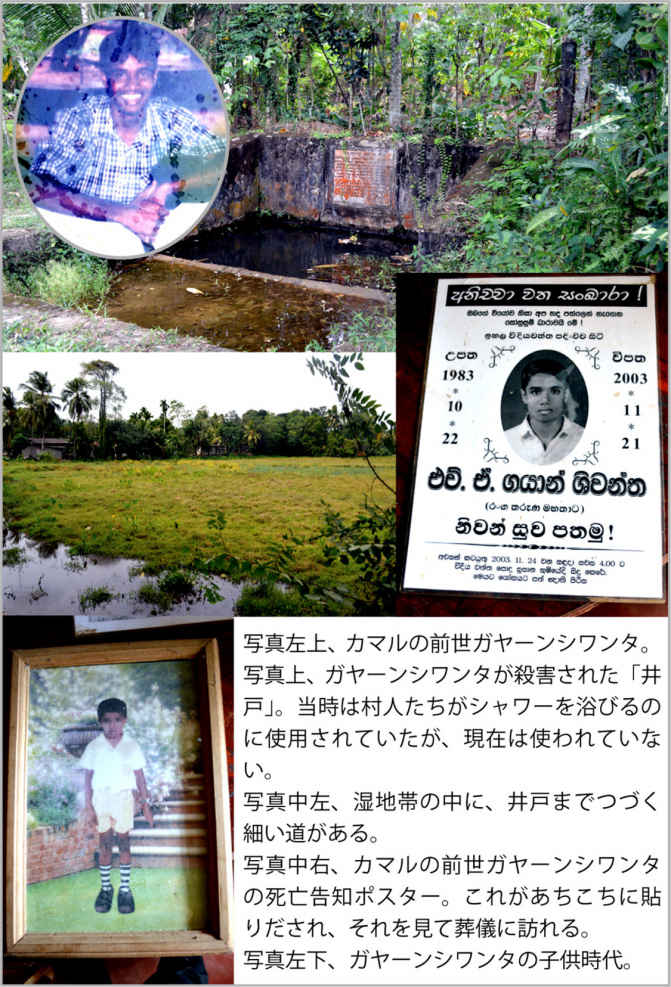 අනිච්චා වත සංඛාරා !
ඉහල විදියවත්ත පදිංචව සිටි
උපත
1983
*
10
*
22
විපත
2003
*
11
*
21
එච්. ඒ. ගයාන් ශිවන්ත
(රංග තරුණ මහතාට)
නිවන් සුව පතමු !
写真左上、カマルの前世ガヤーンシワンタ。
写真上、ガヤーンシワンタが殺害された「井
戸」。当時は村人たちがシャワーを浴びるの
に使用されていたが、現在は使われていな
い。
写真中左、湿地帯の中に、井戸までつづく
細い道がある。
写真中右、カマルの前世ガヤーンシワンタ
の死亡告知ポスター。これがあちこちに貼
りだされ、それを見て葬儀に訪れる。
写真左下、ガヤーンシワンタの子供時代。